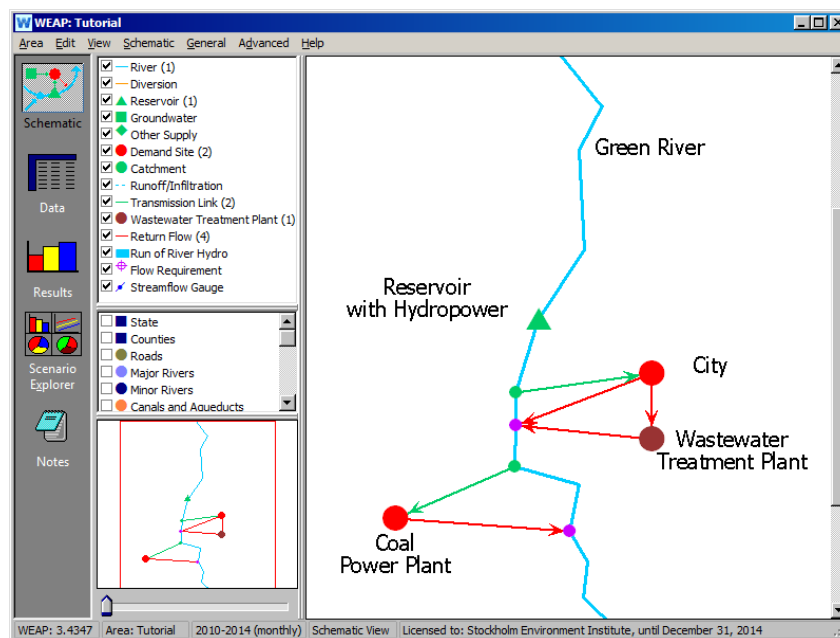 WEAP: Tutorial
Area Edit View Schematic General Advanced Help
Schematic
Data
Results
Scenario
Explorer
Notes
River (1)
Diversion
Reservoir (1)
Groundwater
Other Supply
Demand Site (2)
Catchment
Runoff/Infiltration
Transmission Link (2)
Wastewater Treatment Plant (1)
Return Flow (4)
Run of River Hydro
Flow Requirement
Streamflow Gauge
State
Counties
Roads
Major Rivers
Minor Rivers
Canals and Aqueducts
Green River
Reservoir
with Hydropower
City
Wastewater
Treatment Plant
Coal
Power Plant
WEAP: 3.4347 Area: Tutorial 2010-2014 (monthly) Schematic View Licensed to: Stockholm Environment Institute, until December 31, 2014